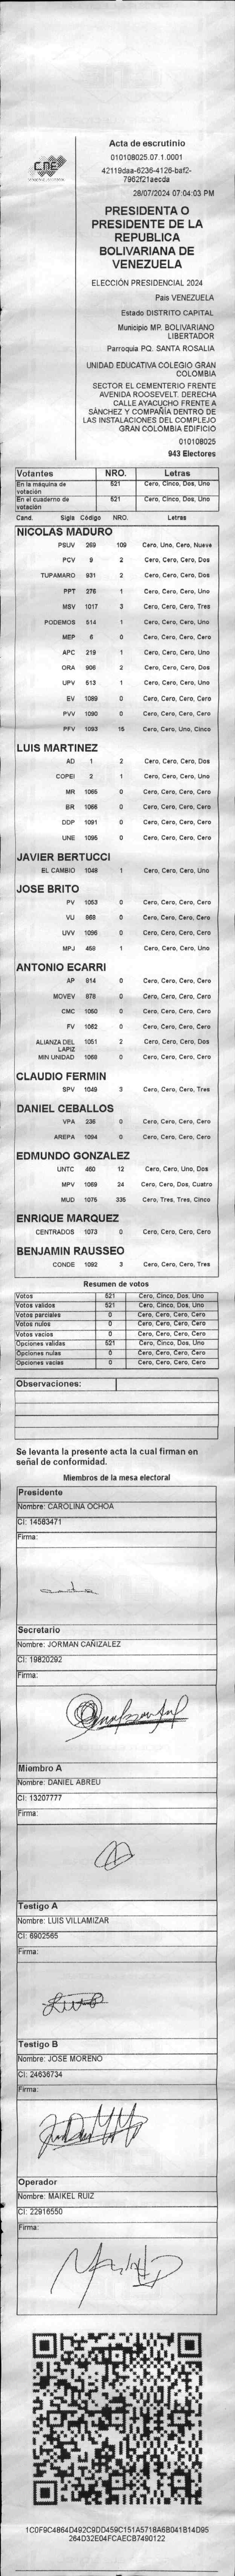 CNE
Acta de escrutinio
010108025.07.1.0001
42119daa-6236-4126-baf2-
7962f21aecda
28/07/2024 07:04:03 PM
PRESIDENTA O
PRESIDENTE DE LA
REPUBLICA
BOLIVARIANA DE
VENEZUELA
ELECCIÓN PRESIDENCIAL 2024
Pais VENEZUELA
Estado DISTRITO CAPITAL
Municipio MP. BOLIVARIANO
LIBERTADOR
Parroquia PQ. SANTA ROSALIA
UNIDAD EDUCATIVA COLEGIO GRAN
COLOMBIA
SECTOR EL CEMENTERIO FRENTE
AVENIDA ROOSEVELT. DERECHA
CALLE AYACUCHO FRENTE A
SÁNCHEZ Y COMPAÑÍA DENTRO DE
LAS INSTALACIONES DEL COMPLEJO
GRAN COLOMBIA EDIFICIO
010108025
943 Electores
Votantes NRO. Letras
En la máquina de votación 521 Cero, Cinco, Dos, Uno
En el cuaderno de votación 521 Cero, Cinco, Dos, Uno
Cand. Sigla Código NRO. Letras
NICOLAS MADURO
PSUV 269 109 Cero, Uno, Cero, Nueve
PCV 9 2 Cero, Cero, Cero, Dos
TUPAMARO 931 2 Cero, Cero, Cero, Dos
PPT 276 1 Cero, Cero, Cero, Uno
MSV 1017 3 Cero, Cero, Cero, Tres
PODEMOS 514 1 Cero, Cero, Cero, Uno
MEP 6 0 Cero, Cero, Cero, Cero
APC 219 1 Cero, Cero, Cero, Uno
ORA 906 2 Cero, Cero, Cero, Dos
UPV 513 1 Cero, Cero, Cero, Uno
EV 1089 0 Cero, Cero, Cero, Cero
PVV 1090 0 Cero, Cero, Cero, Cero
PFV 1093 15 Cero, Cero, Uno, Cinco
LUIS MARTINEZ
AD 1 2 Cero, Cero, Cero, Dos
COPEI 2 1 Cero, Cero, Cero, Uno
MR 1065 0 Cero, Cero, Cero, Cero
BR 1066 0 Cero, Cero, Cero, Cero
DDP 1091 0 Cero, Cero, Cero, Cero
UNE 1095 0 Cero, Cero, Cero, Cero
JAVIER BERTUCCI
EL CAMBIO 1048 1 Cero, Cero, Cero, Uno
JOSE BRITO
PV 1053 0 Cero, Cero, Cero, Cero
VU 868 0 Cero, Cero, Cero, Cero
UVV 1096 0 Cero, Cero, Cero, Cero
MPJ 458 1 Cero, Cero, Cero, Uno
ANTONIO ECARRI
AP 814 0 Cero, Cero, Cero, Cero
MOVEV 878 0 Cero, Cero, Cero, Cero
CMC 1050 0 Cero, Cero, Cero, Cero
FV 1052 0 Cero, Cero, Cero, Cero
ALIANZA DEL LAPIZ 1051 2 Cero, Cero, Cero, Dos
MIN UNIDAD 1058 0 Cero, Cero, Cero, Cero
CLAUDIO FERMIN
SPV 1049 3 Cero, Cero, Cero, Tres
DANIEL CEBALLOS
VPA 236 0 Cero, Cero, Cero, Cero
AREPA 1094 0 Cero, Cero, Cero, Cero
EDMUNDO GONZALEZ
UNTC 460 12 Cero, Cero, Uno, Dos
MPV 1069 24 Cero, Cero, Dos, Cuatro
MUD 1075 335 Cero, Tres, Tres, Cinco
ENRIQUE MARQUEZ
CENTRADOS 1073 0 Cero, Cero, Cero, Cero
BENJAMIN RAUSSEO
CONDE 1092 3 Cero, Cero, Cero, Tres
Resumen de votos
Votos 521 Cero, Cinco, Dos, Uno
Votos validos 521 Cero, Cinco, Dos, Uno
Votos parciales 0 Cero, Cero, Cero, Cero
Votos nulos 0 Cero, Cero, Cero, Cero
Votos vacios 0 Cero, Cero, Cero, Cero
Opciones validas 521 Cero, Cinco, Dos, Uno
Opciones nulas 0 Cero, Cero, Cero, Cero
Opciones vacias 0 Cero, Cero, Cero, Cero
Observaciones:
Se levanta la presente acta la cual firman en
señal de conformidad.
Miembros de la mesa electoral
Presidente
Nombre: CAROLINA OCHOA
CI: 14583471
Firma:
Secretario
Nombre: JORMAN CAÑIZALEZ
CI: 19820292
Firma:
Miembro A
Nombre: DANIEL ABREU
CI: 13207777
Firma:
Testigo A
Nombre: LUIS VILLAMIZAR
CI: 6902565
Firma:
Testigo B
Nombre: JOSE MORENO
CI: 24636734
Firma:
Operador
Nombre: MAIKEL RUIZ
CI: 22916550
Firma:
1C0F9C4864D492C9DD459C151A5718A6B041B14D95
264D32E04FCAECB7490122